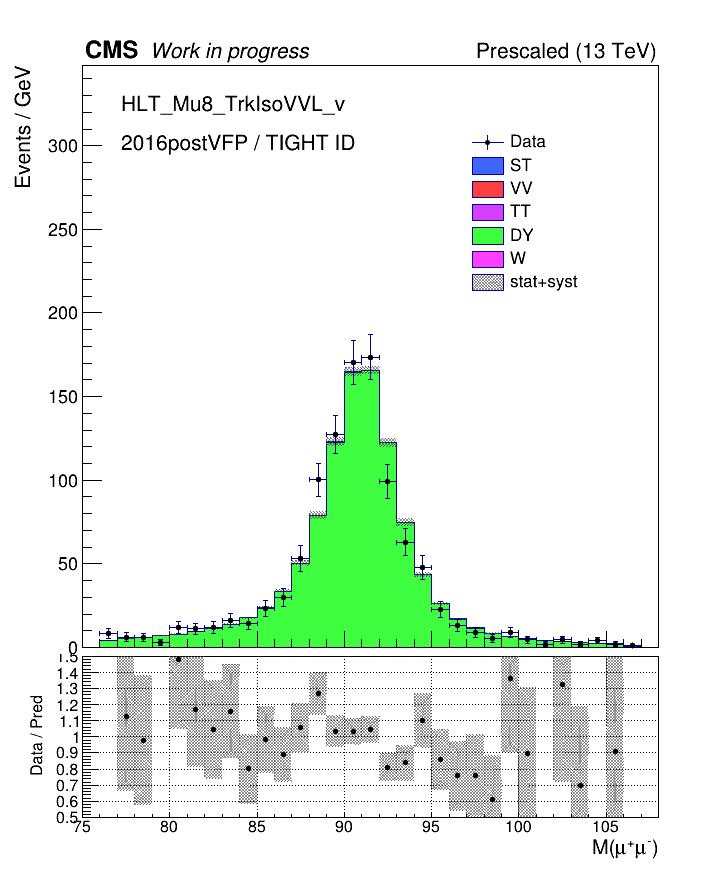 CMS Work in progress Prescaled (13 TeV)
Events / GeV
HLT_Mu8_TrkIsoVVL_v
2016postVFP / TIGHT ID
Data
ST
VV
TT
DY
W
stat+syst
300
250
200
150
100
50
0
Data / Pred
1.5
1.4
1.3
1.2
1.1
1
0.9
0.8
0.7
0.6
0.5
75 80 85 90 95 100 105
M(μ⁺μ⁻)